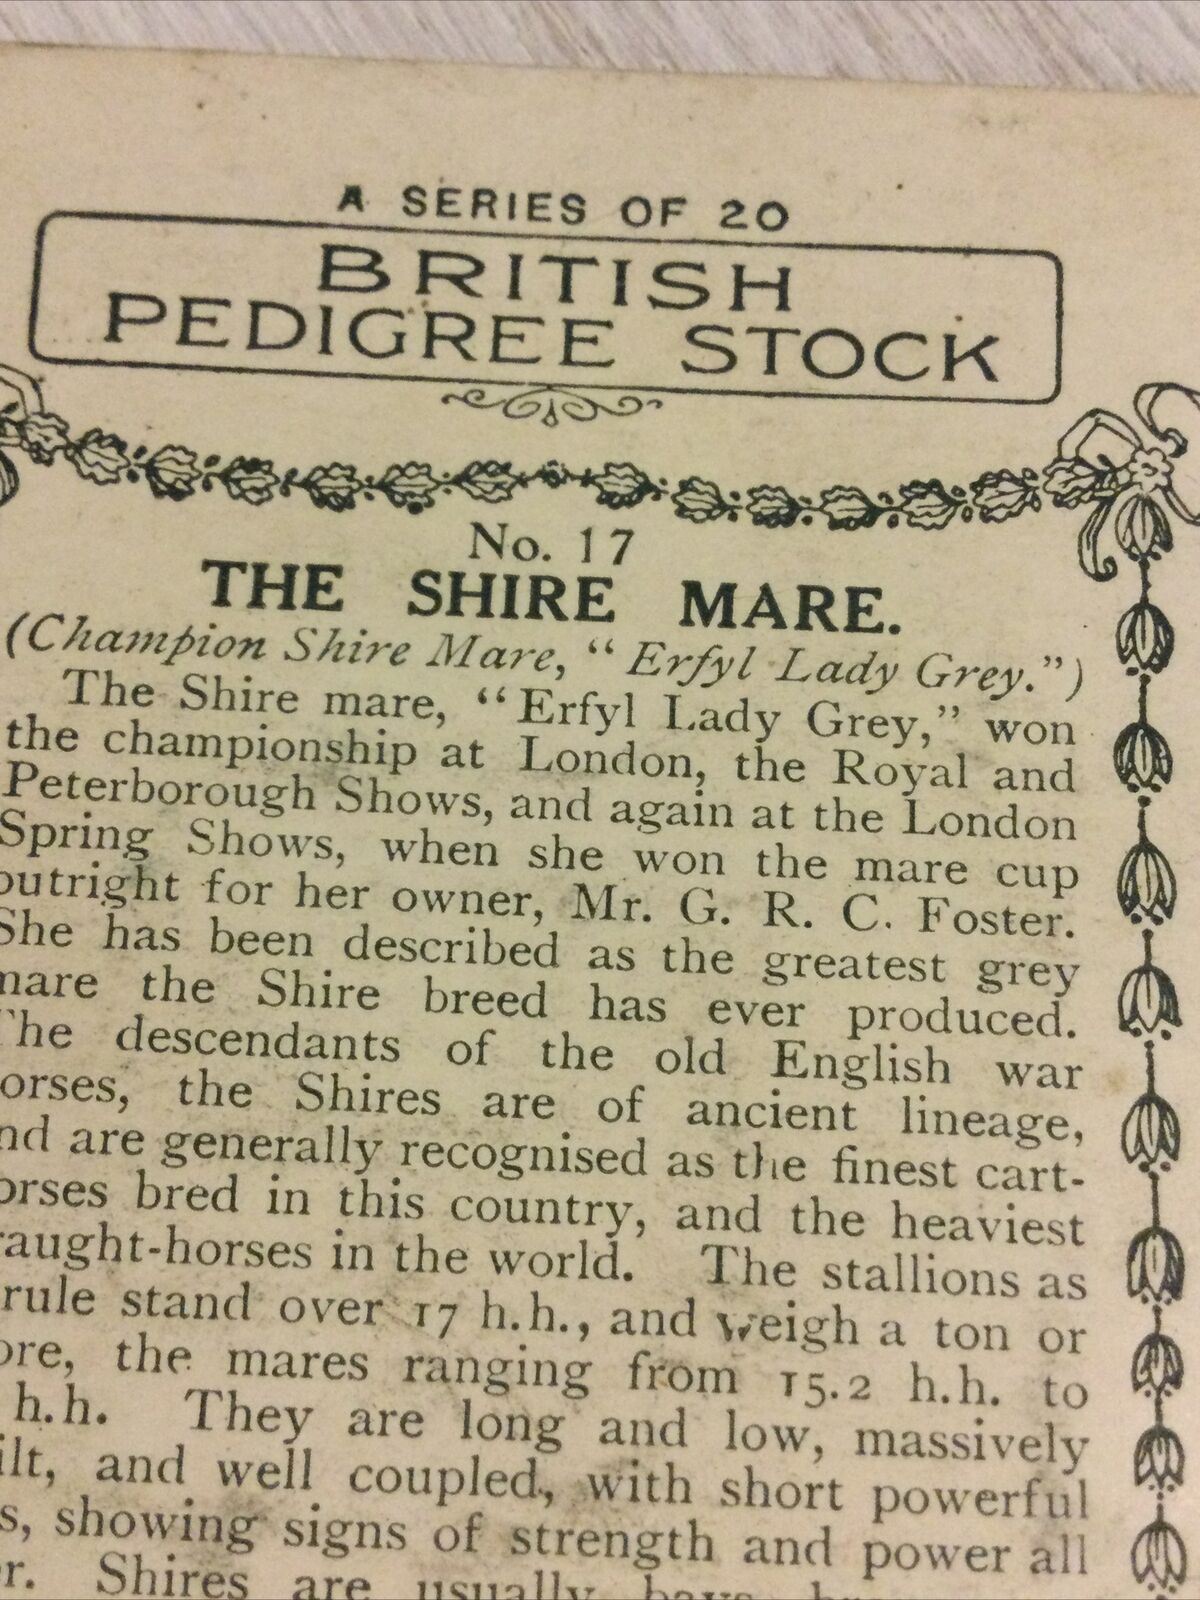 A SERIES OF 20
BRITISH
PEDIGREE STOCK
No. 17
THE SHIRE MARE.
(Champion Shire Mare, “Erfyl Lady Grey.”)
The Shire mare, “Erfyl Lady Grey,” won
the championship at London, the Royal and
Peterborough Shows, and again at the London
Spring Shows, when she won the mare cup
outright for her owner, Mr. G. R. C. Foster.
She has been described as the greatest grey
mare the Shire breed has ever produced.
The descendants of the old English war
orses, the Shires are of ancient lineage,
nd are generally recognised as the finest cart-
orses bred in this country, and the heaviest
raught-horses in the world. The stallions as
rule stand over 17 h.h., and weigh a ton or
ore, the mares ranging from 15.2 h.h. to
h.h. They are long and low, massively
ilt, and well coupled, with short powerful
s, showing signs of strength and power all
r. Shires are usually bays